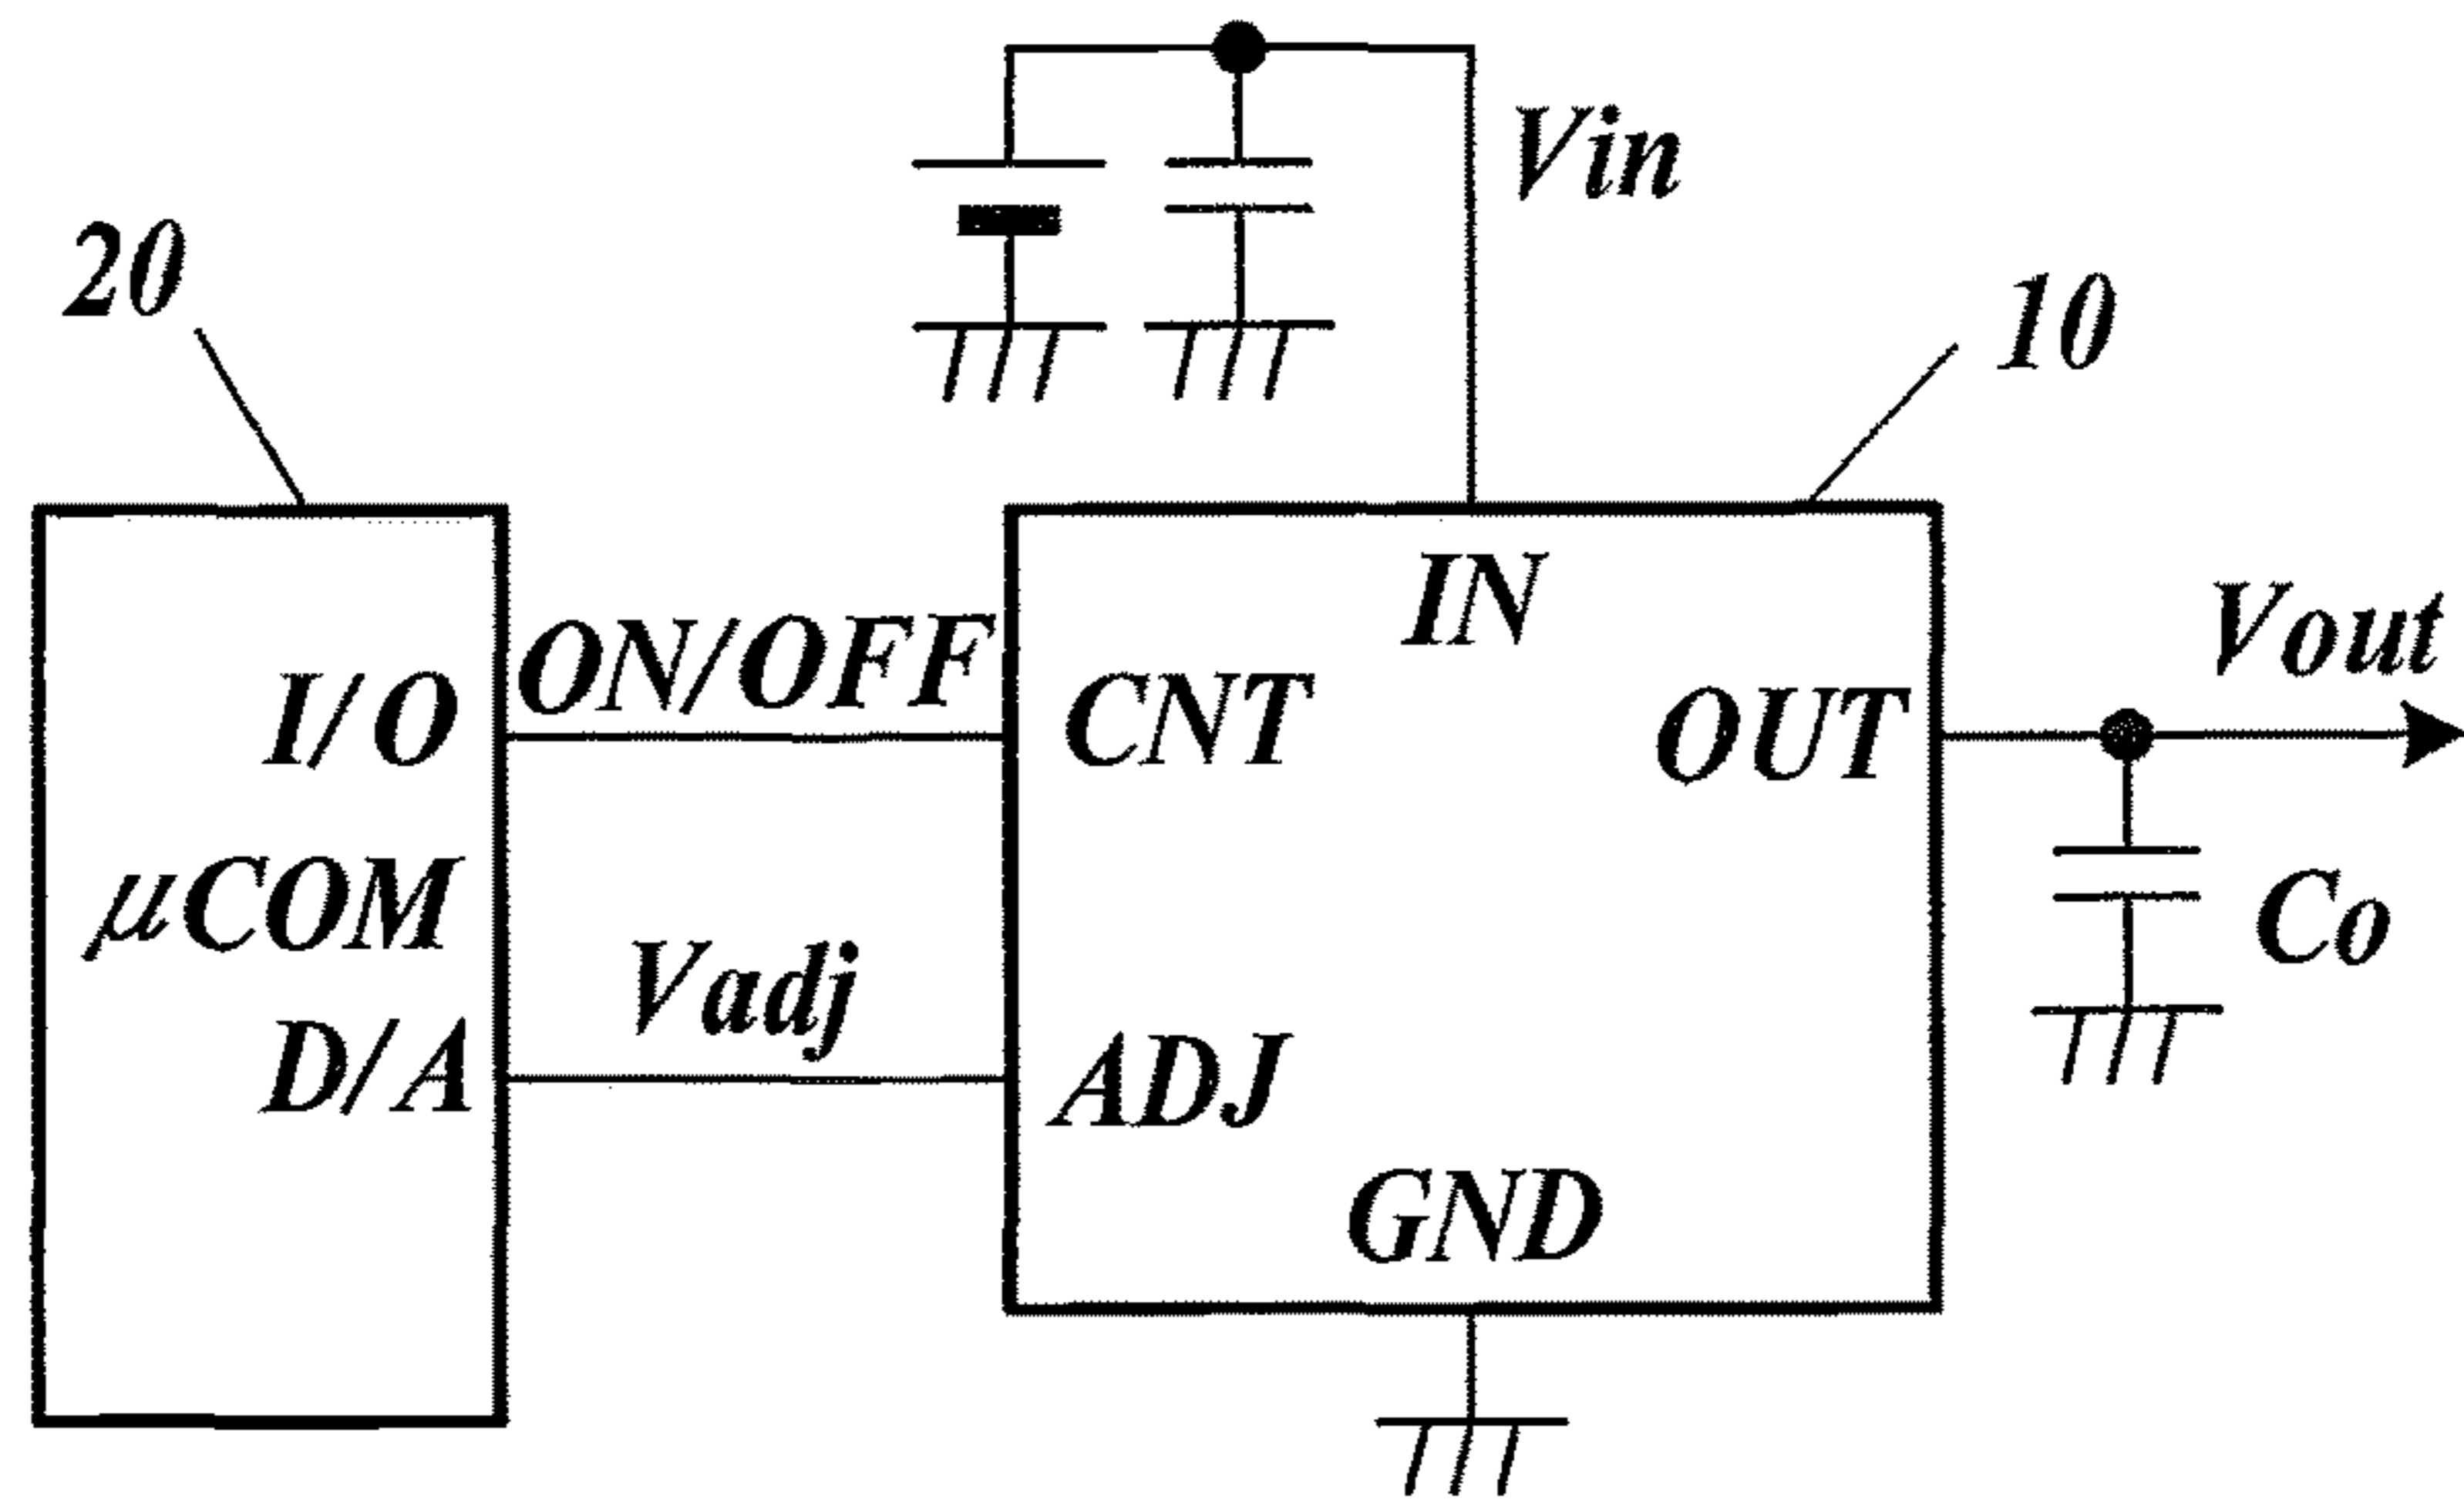 Vin
20
10
IN
ON/OFF
Vout
I/O
CNT
OUT
μCOM
Co
Vadj
D/A
ADJ
GND